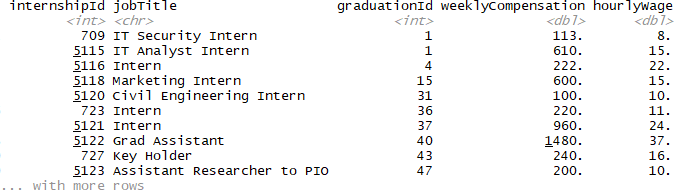 internshipId jobTitle graduationId weeklyCompensation hourlyWage
<int> <chr> <int> <dbl> <dbl>
709 IT Security Intern 1 113. 8.
5115 IT Analyst Intern 1 610. 15.
5116 Intern 4 222. 22.
5118 Marketing Intern 15 600. 15.
5120 Civil Engineering Intern 31 100. 10.
723 Intern 36 220. 11.
5121 Intern 37 960. 24.
5122 Grad Assistant 40 1480. 37.
727 Key Holder 43 240. 16.
5123 Assistant Researcher to PIO 47 200. 10.
... with more rows